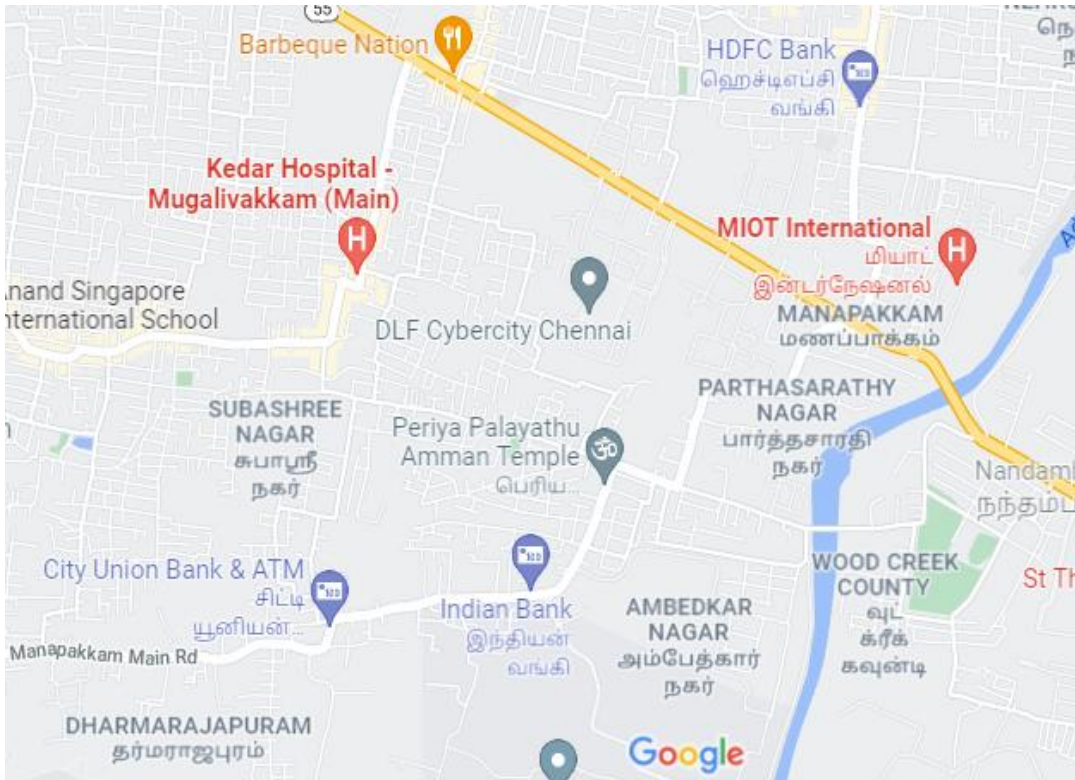 55
Barbeque Nation
HDFC Bank
ஹெச்டிஎப்சி
வங்கி
Kedar Hospital -
Mugalivakkam (Main)
MIOT International
மியாட்
இன்டர்நேஷனல்
Anand Singapore
International School
DLF Cybercity Chennai
MANAPAKKAM
மணப்பாக்கம்
SUBASHREE
NAGAR
சுபாஸ்ரீ
நகர்
Periya Palayathu
Amman Temple
பெரிய...
PARTHASARATHY
NAGAR
பார்த்தசாரதி
நகர்
City Union Bank & ATM
சிட்டி
யூனியன்...
Indian Bank
இந்தியன்
வங்கி
WOOD CREEK
COUNTY
வுட்
க்ரீக்
கவுன்டி
St Th
AMBEDKAR
NAGAR
அம்பேத்கார்
நகர்
Manapakkam Main Rd
DHARMARAJAPURAM
தர்மராஜபுரம்
Google